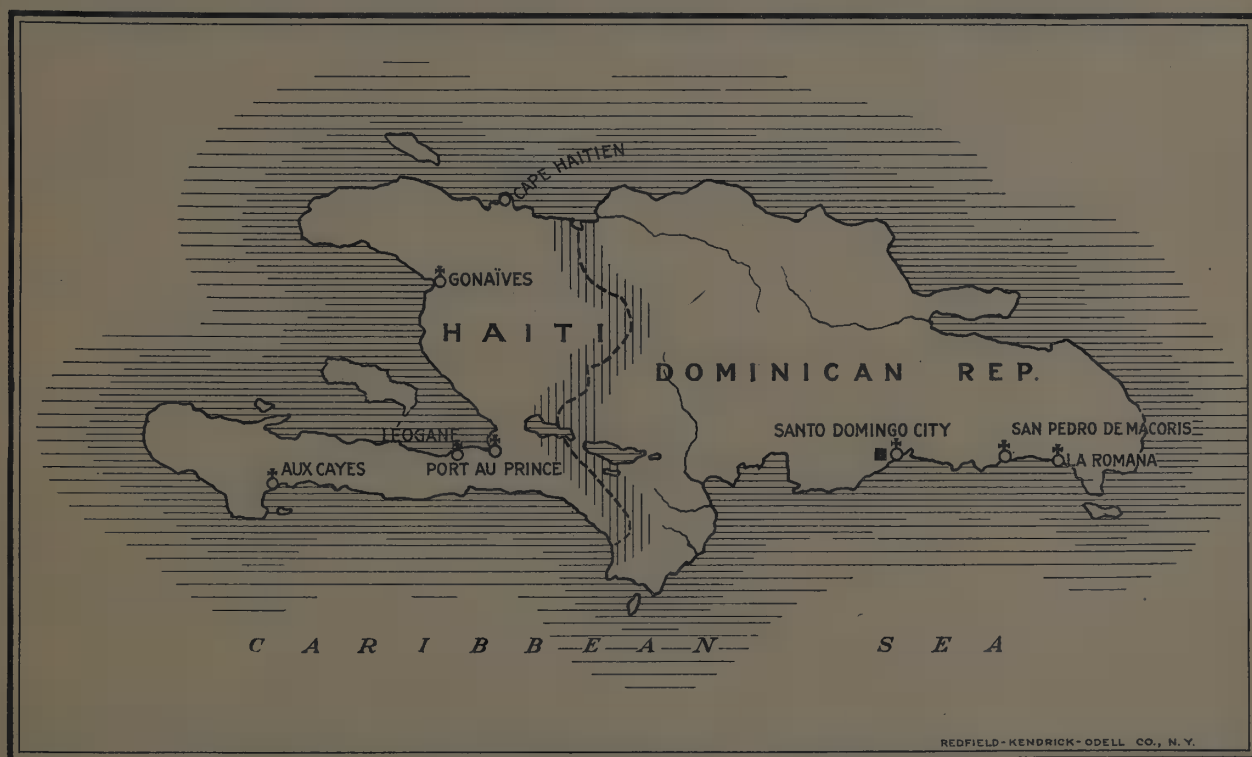 CAPE HAITIEN
GONAÏVES
HAITI
DOMINICAN REP.
LÉOGANE
SANTO DOMINGO CITY
SAN PEDRO DE MACORIS
AUX CAYES
PORT AU PRINCE
LA ROMANA
CARIBBEAN SEA
REDFIELD-KENDRICK-ODELL CO., N. Y.